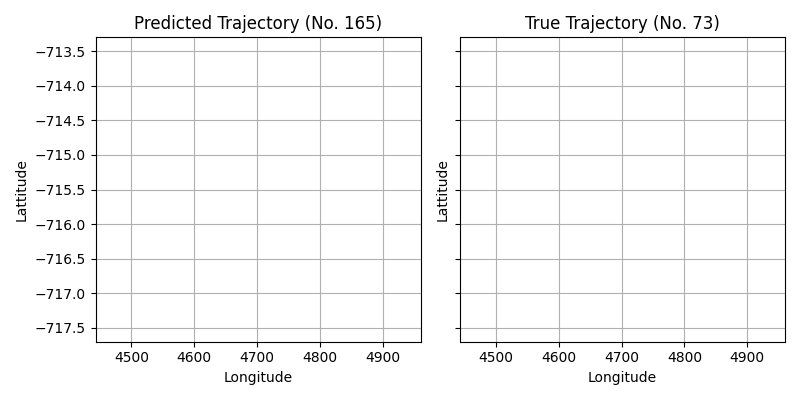 Predicted Trajectory (No. 165)
−713.5
−714.0
−714.5
−715.0
−715.5
−716.0
−716.5
−717.0
−717.5
Lattitude
4500 4600 4700 4800 4900
Longitude
True Trajectory (No. 73)
Lattitude
4500 4600 4700 4800 4900
Longitude